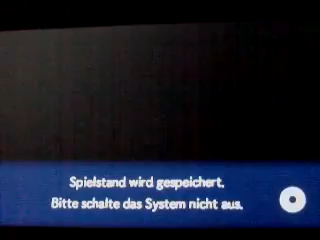 Spielstand wird gespeichert.
Bitte schalte das System nicht aus.